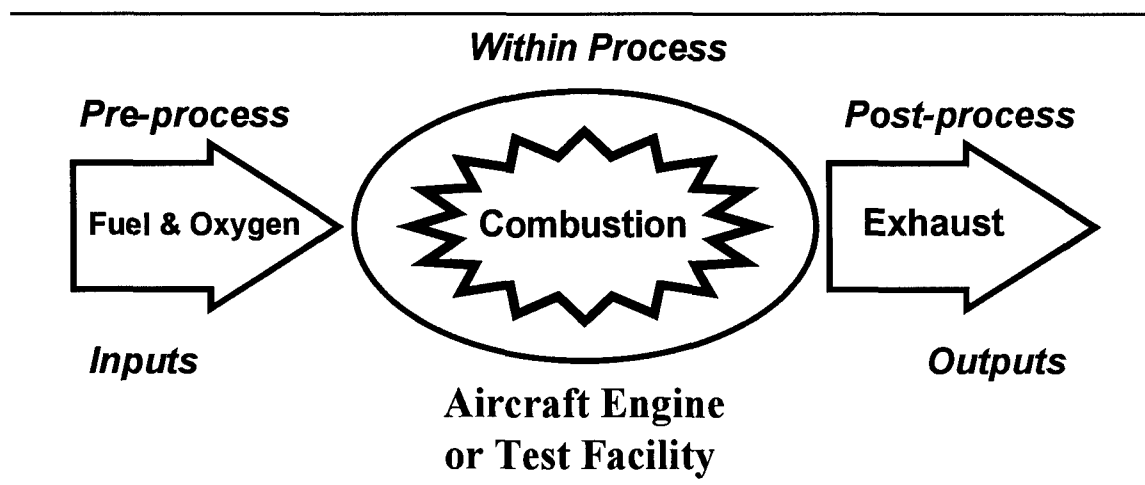 Within Process
Pre-process
Post-process
Fuel & Oxygen
Combustion
Exhaust
Inputs
Outputs
Aircraft Engine
or Test Facility